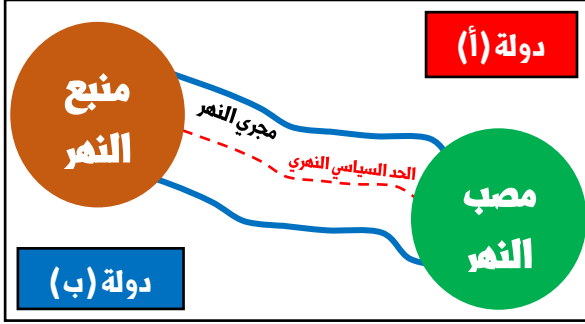 دولة (أ)
منبع
النهر
مجري النهر
الحد السياسي النهري
مصب
النهر
دولة (ب)